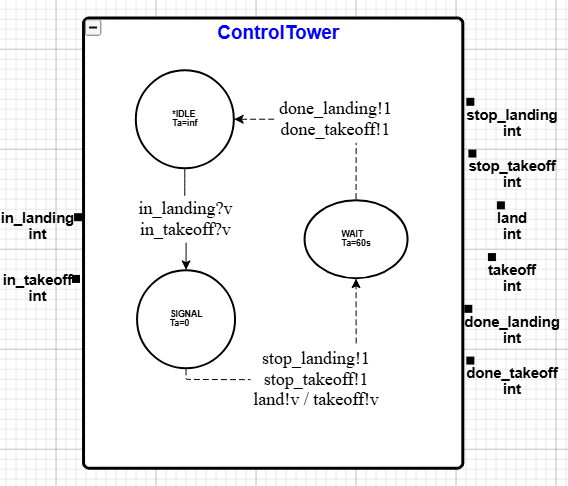 ControlTower
*IDLE
Ta=inf
done_landing!1
done_takeoff!1
in_landing?v
in_takeoff?v
WAIT
Ta=60s
SIGNAL
Ta=0
stop_landing!1
stop_takeoff!1
land!v / takeoff!v
in_landing
int
in_takeoff
int
stop_landing
int
stop_takeoff
int
land
int
takeoff
int
done_landing
int
done_takeoff
int